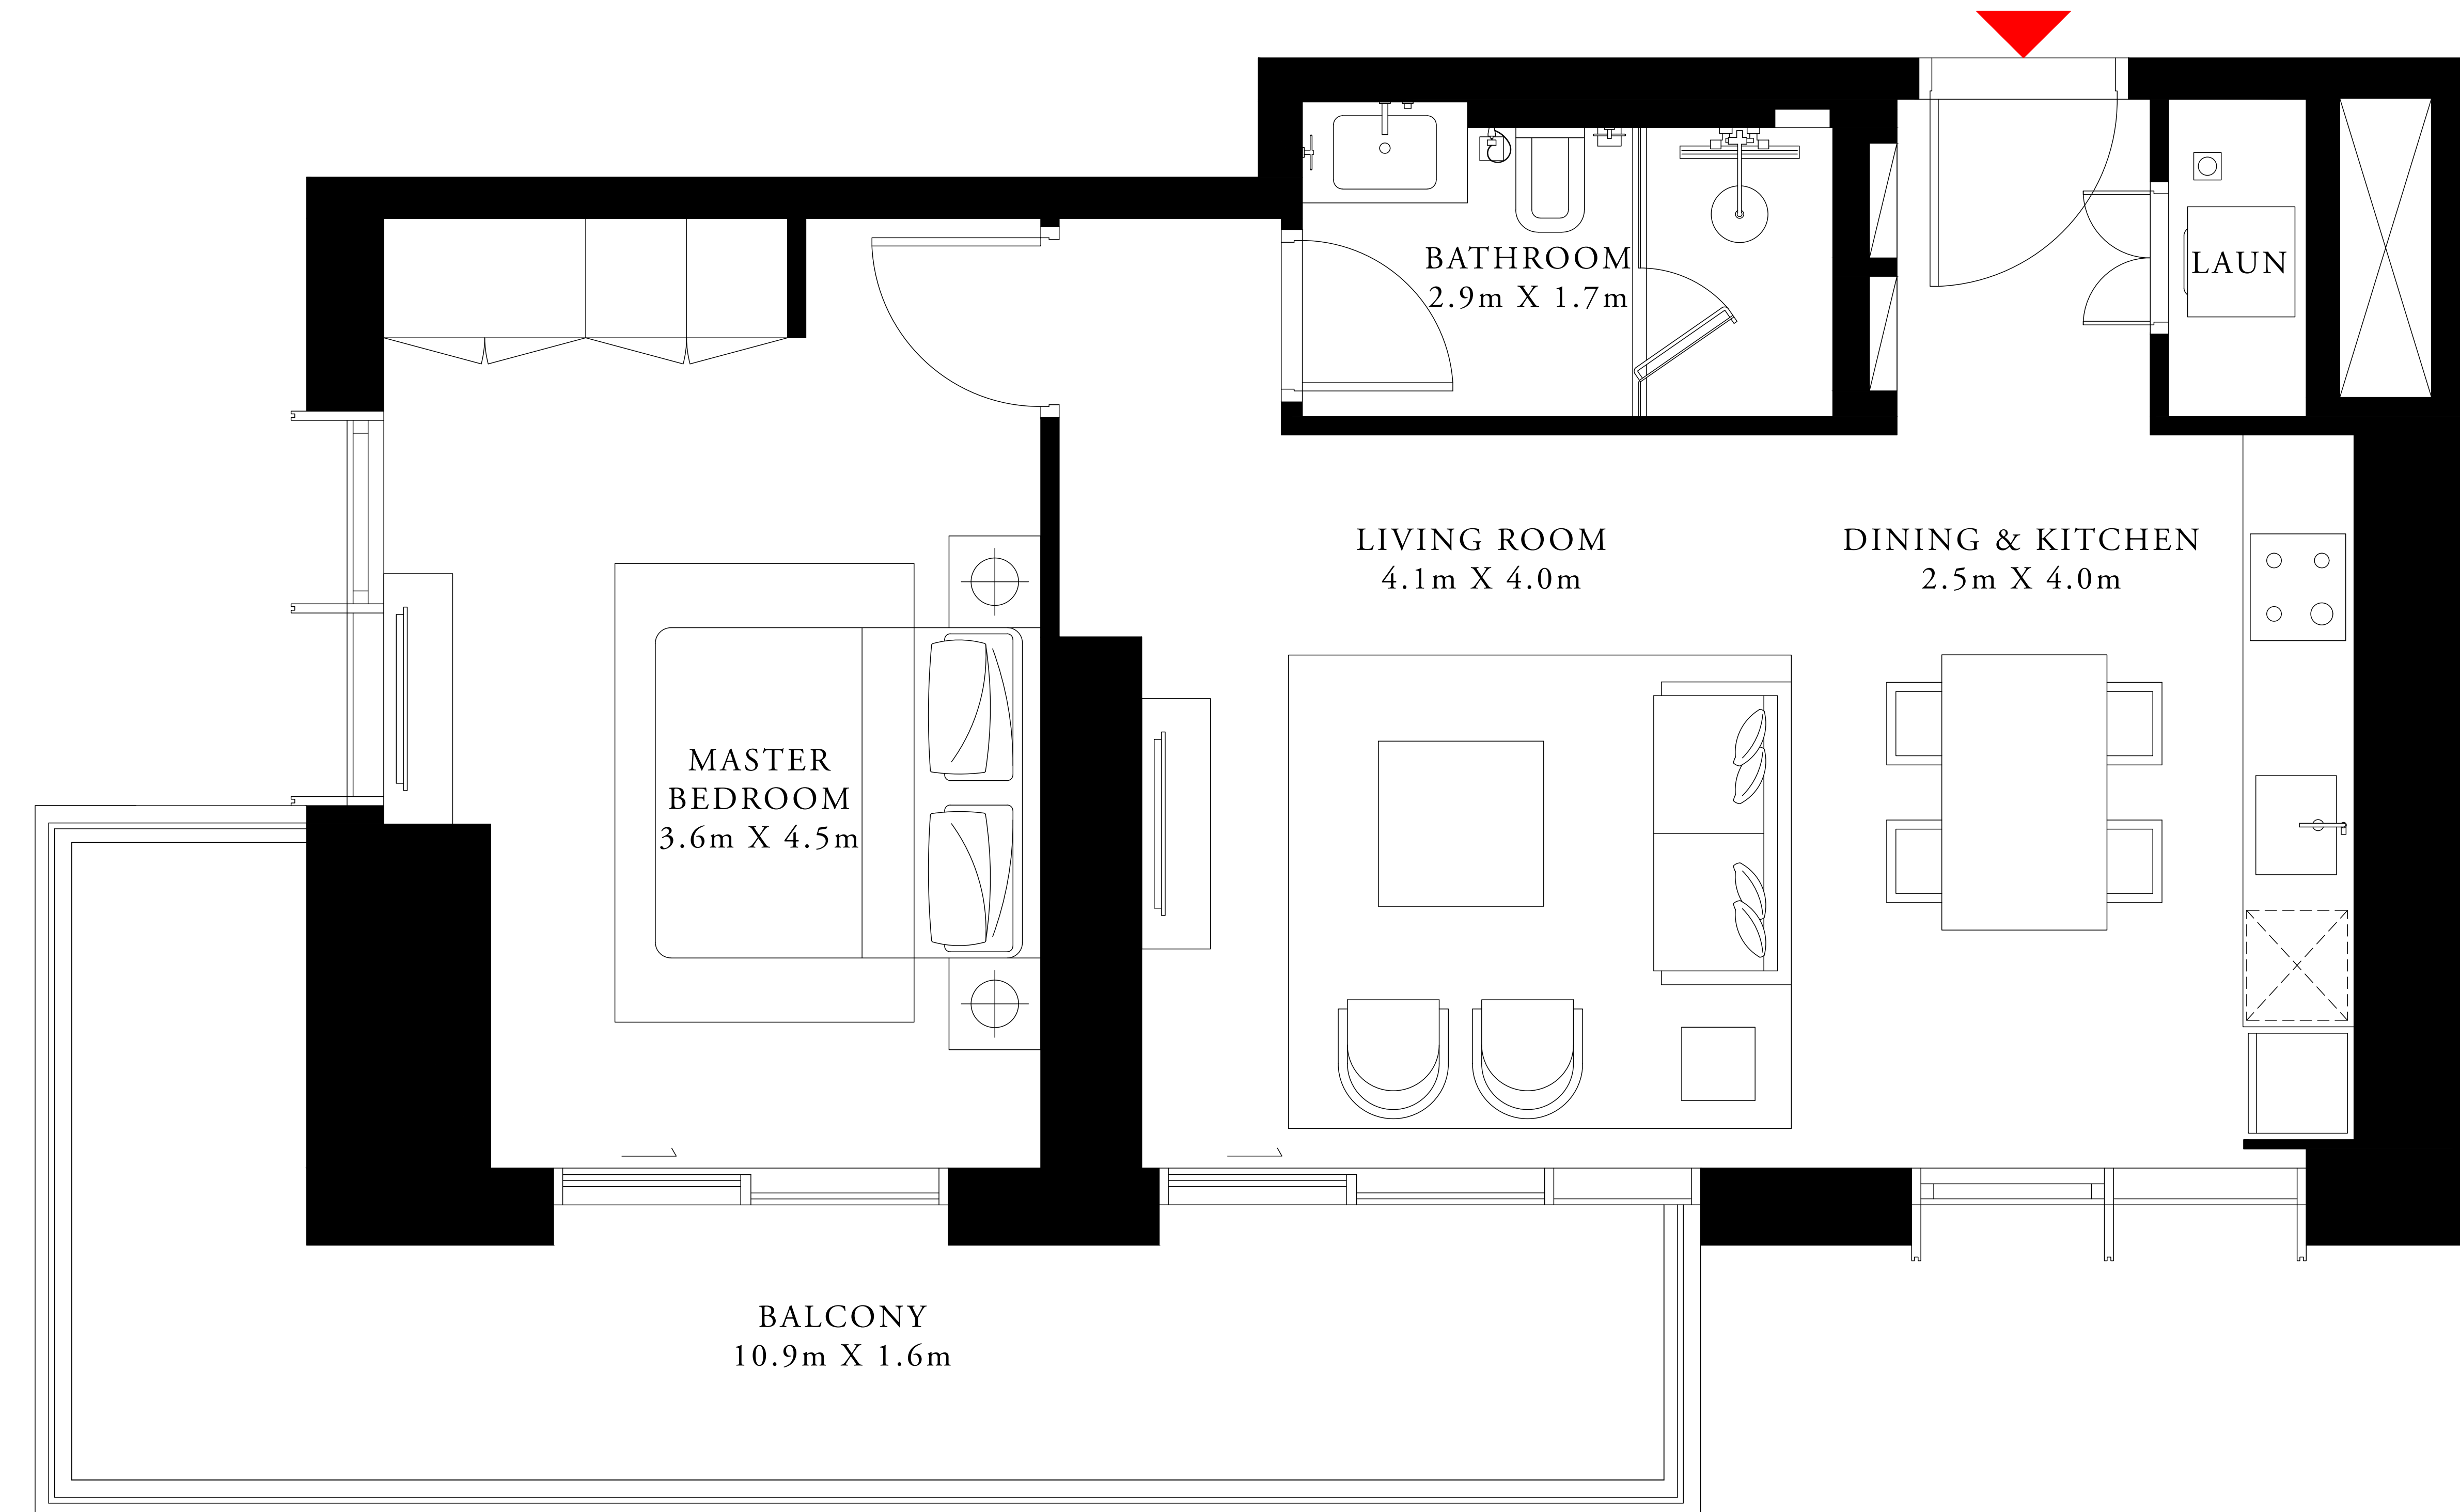 BATHROOM
2.9m X 1.7m
LAUN
LIVING ROOM
4.1m X 4.0m
DINING & KITCHEN
2.5m X 4.0m
MASTER
BEDROOM
3.6m X 4.5m
BALCONY
10.9m X 1.6m